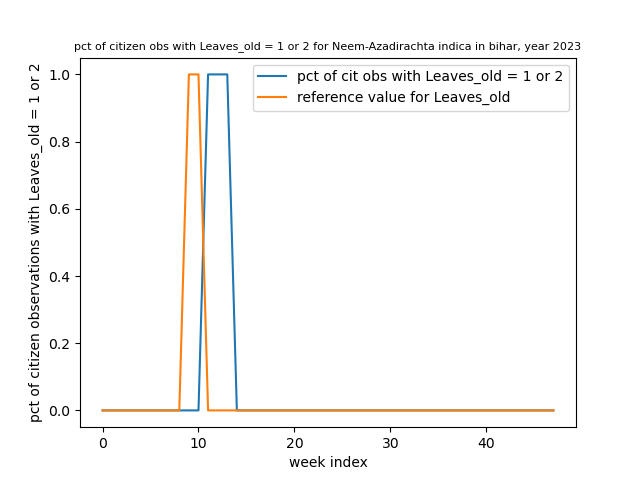 pct of citizen obs with Leaves_old = 1 or 2 for Neem-Azadirachta indica in bihar, year 2023
pct of cit obs with Leaves_old = 1 or 2
reference value for Leaves_old
pct of citizen observations with Leaves_old = 1 or 2
1.0
0.8
0.6
0.4
0.2
0.0
0 10 20 30 40
week index